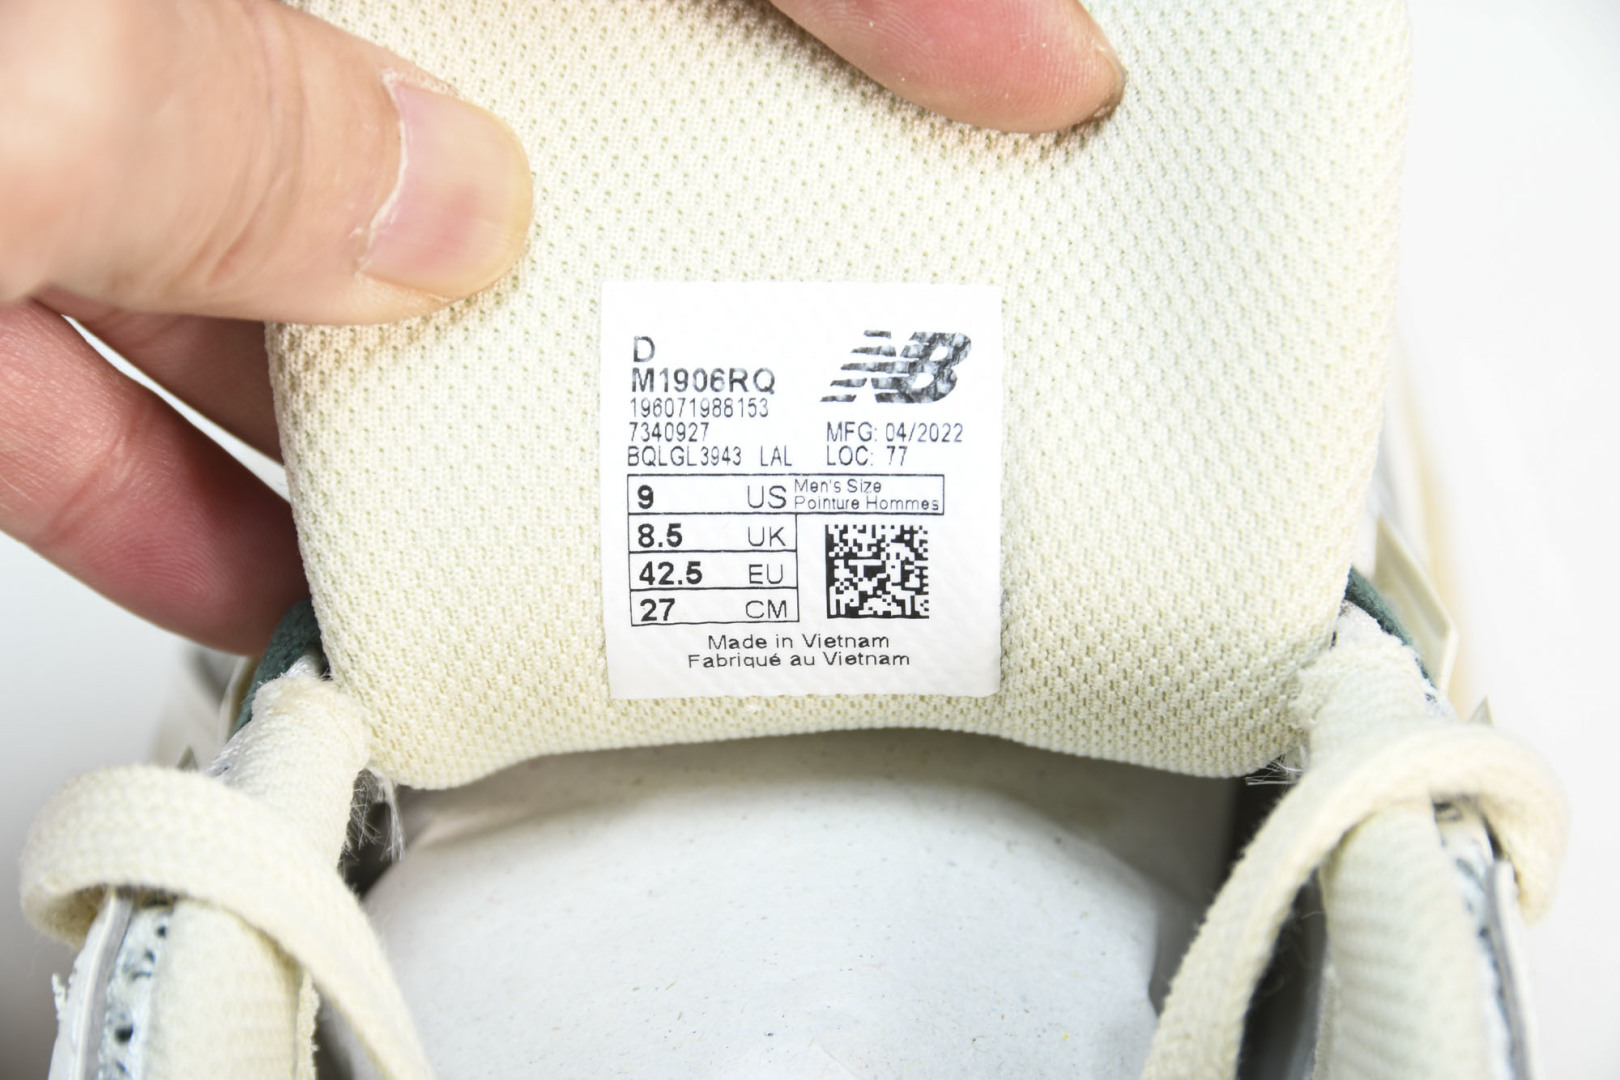 D
NB
M1906RQ
196071988153
7340927
MFG: 04/2022
BQLGL3943 LAL
LOC: 77
9 US Men's Size
Pointure Hommes
8.5 UK
42.5 EU
27 CM
Made in Vietnam
Fabriqué au Vietnam